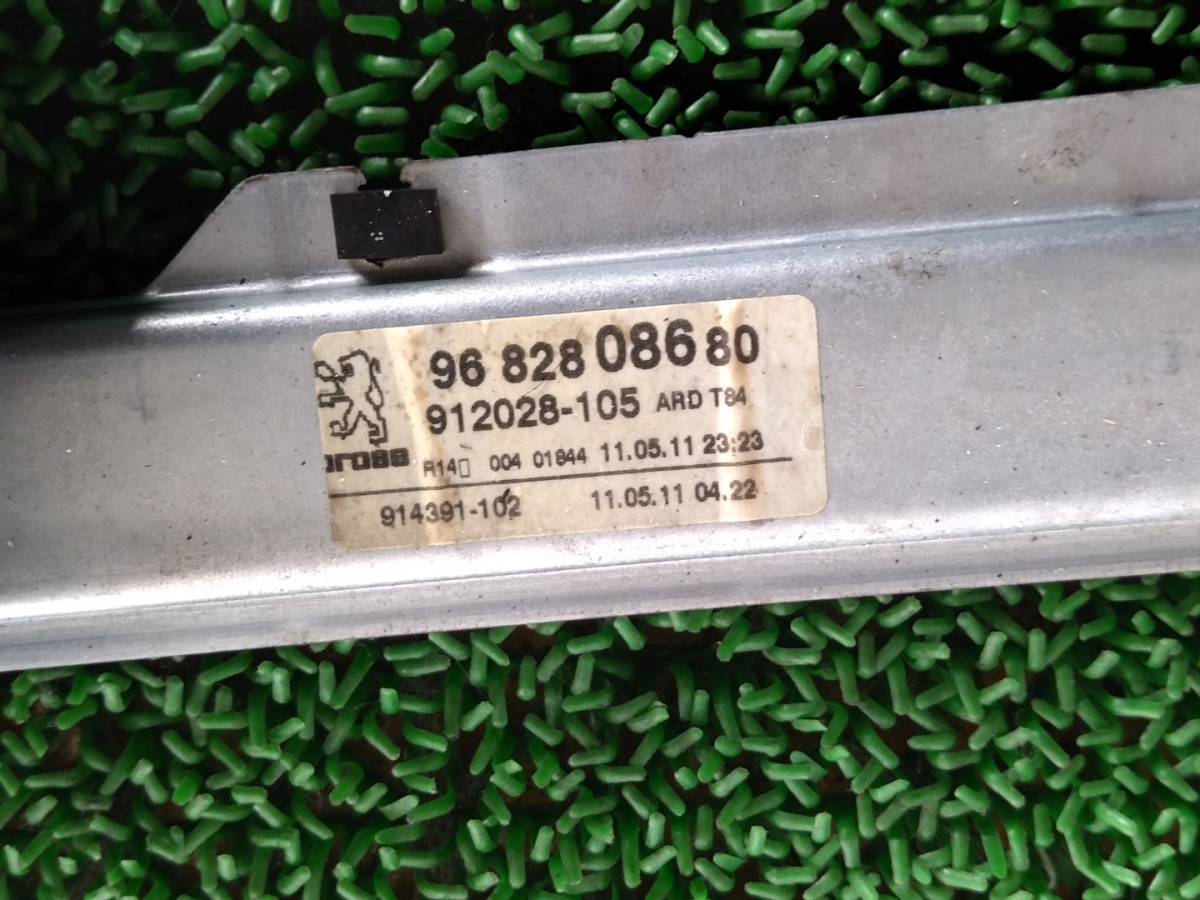 96 828 086 80
912028-105 ARD T84
R14▯ 004 01844 11.05.11 23:23
914391-102 11.05.11 04.22